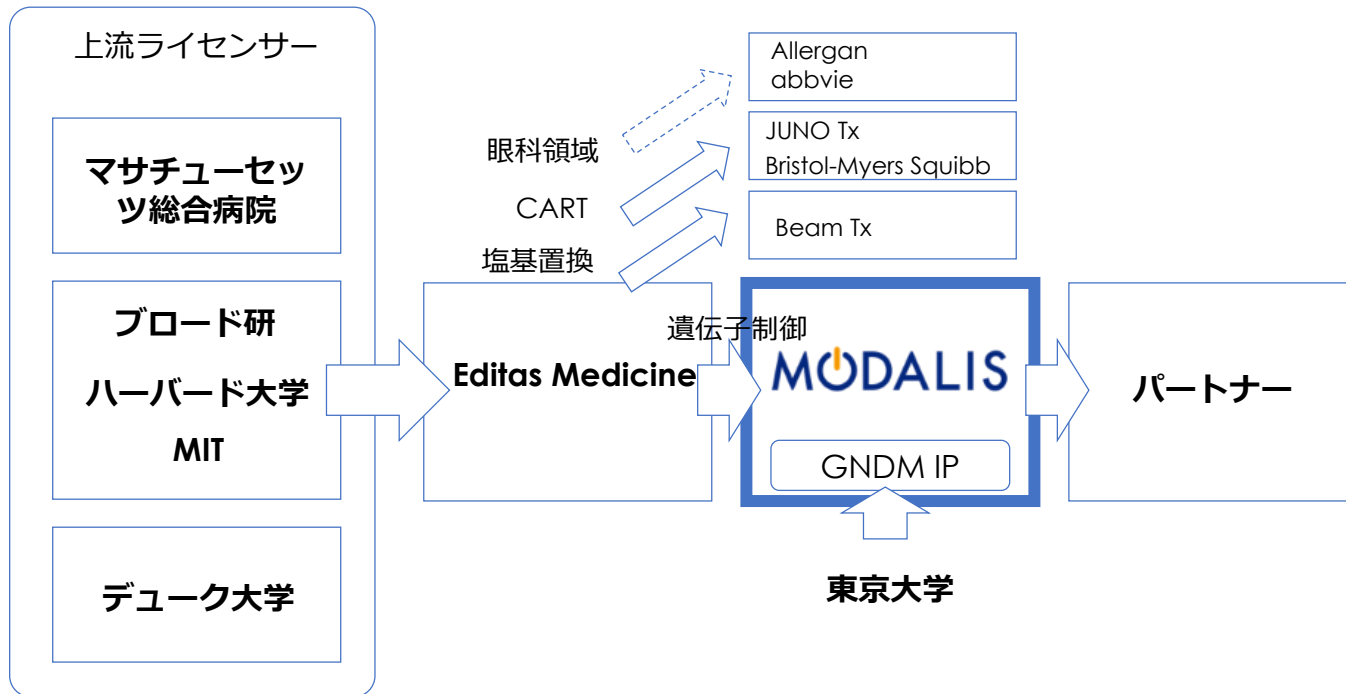 上流ライセンサー
マサチューセッ
ツ総合病院
ブロード研
ハーバード大学
MIT
デューク大学
眼科領域
CART
塩基置換
Allergan
abbvie
JUNO Tx
Bristol-Myers Squibb
Beam Tx
Editas Medicine
遺伝子制御
MODALIS
GNDM IP
東京大学
パートナー